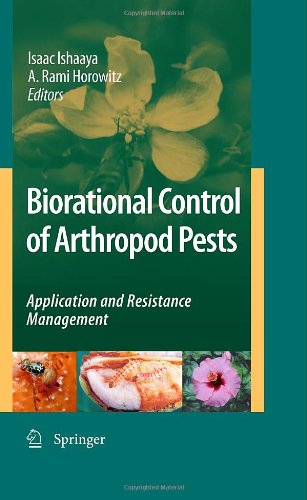 Isaac Ishaaya
A. Rami Horowitz
Editors
Biorational Control
of Arthropod Pests
Application and Resistance
Management
Springer